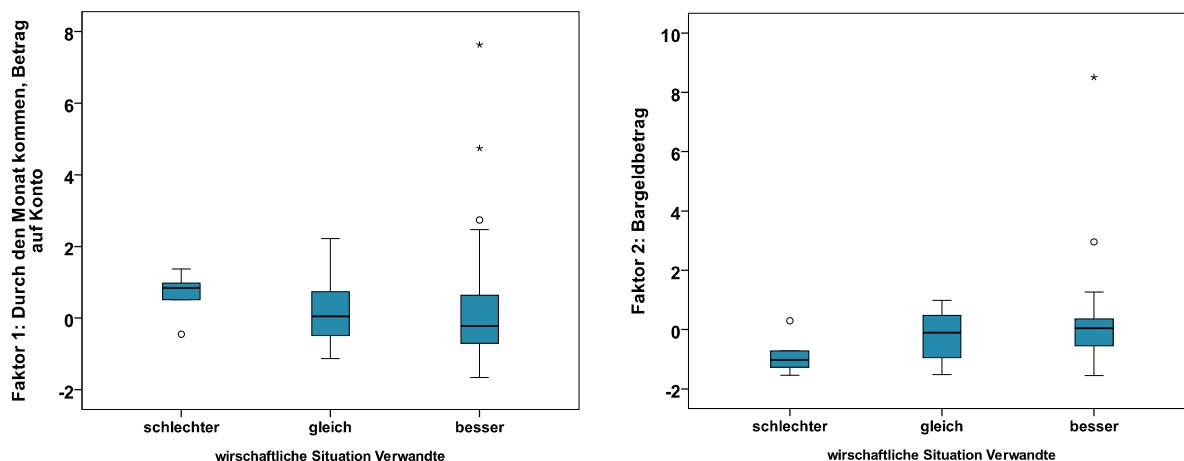 Faktor 1: Durch den Monat kommen, Betrag
auf Konto
8
6
4
2
0
-2
schlechter
gleich
besser
wirschaftliche Situation Verwandte
Faktor 2: Bargeldbetrag
10
8
6
4
2
0
-2
schlechter
gleich
besser
wirschaftliche Situation Verwandte